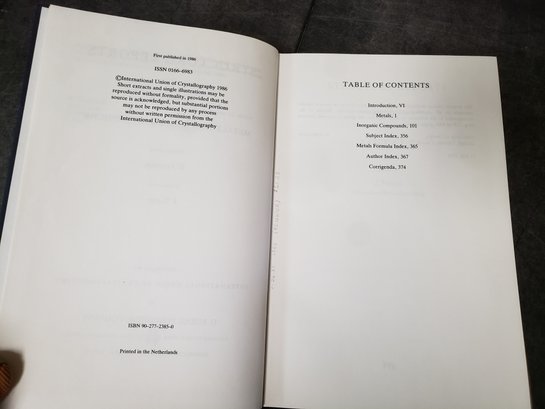 First published in 1986
ISSN 0166-6983
©International Union of Crystallography 1986
Short extracts and single illustrations may be
reproduced without formality, provided that the
source is acknowledged, but substantial portions
may not be reproduced by any process
without written permission from the
International Union of Crystallography
ISBN 90-277-2385-0
Printed in the Netherlands
TABLE OF CONTENTS
Introduction, VI
Metals, 1
Inorganic Compounds, 101
Subject Index, 356
Metals Formula Index, 365
Author Index, 367
Corrigenda, 374